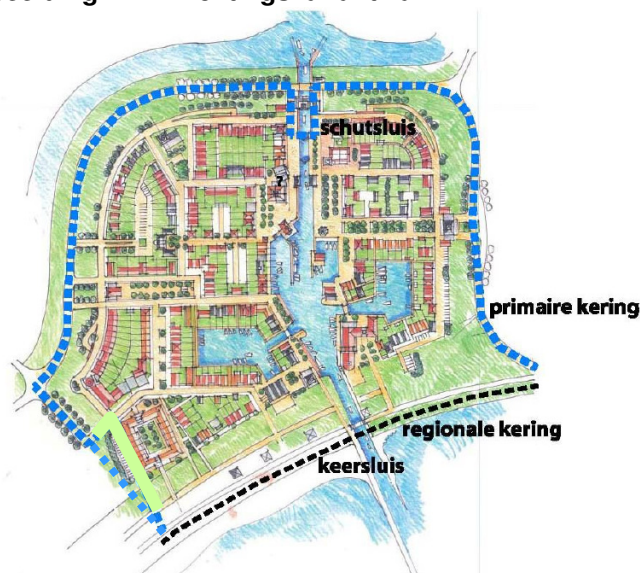 schutsluis
primaire kering
regionale kering
keersluis